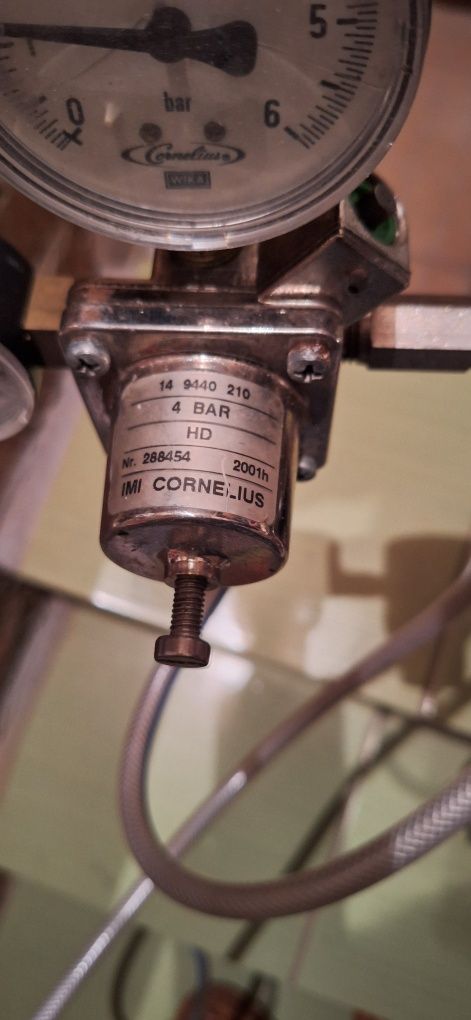 5
0
bar
6
Cornelius
WIKA
14 9440 210
4 BAR
HD
Nr. 288454 2001h
IMI CORNELIUS